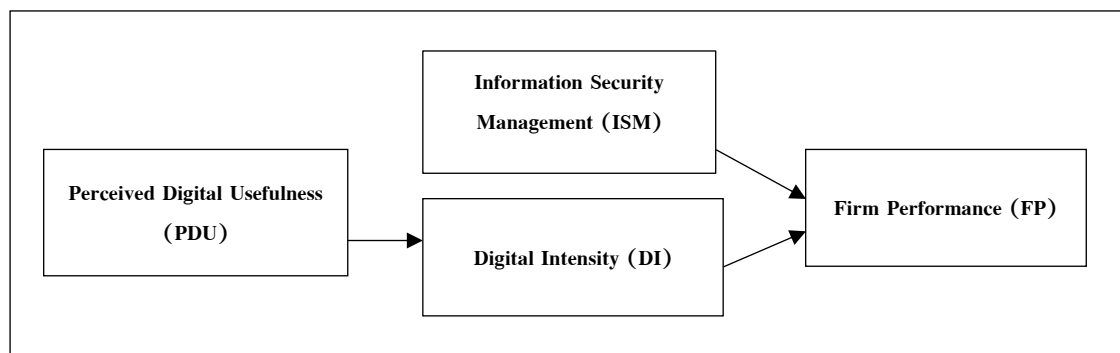 Information Security
Management (ISM)
Perceived Digital Usefulness
(PDU)
Digital Intensity (DI)
Firm Performance (FP)